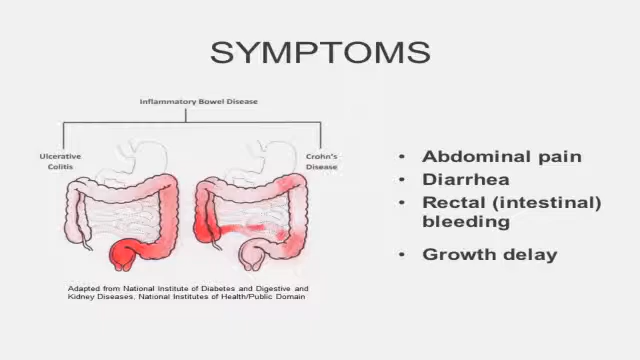 SYMPTOMS
Inflammatory Bowel Disease
Ulcerative
Colitis
Crohn's
Disease
• Abdominal pain
• Diarrhea
• Rectal (intestinal)
bleeding
• Growth delay
Adapted from National Institute of Diabetes and Digestive and
Kidney Diseases, National Institutes of Health/Public Domain